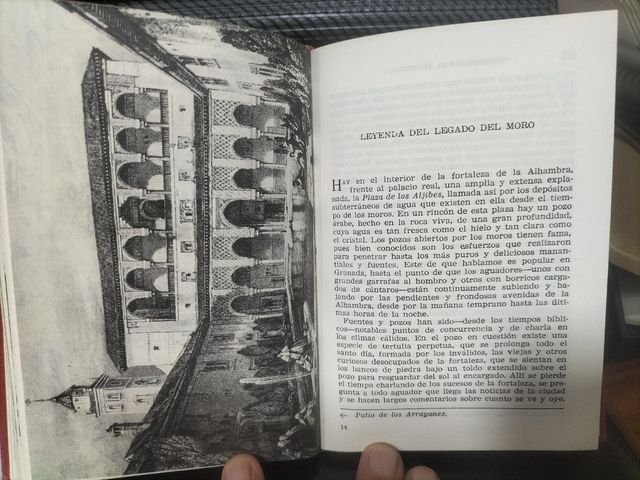 LEYENDA DEL LEGADO DEL MORO
HAY en el interior de la fortaleza de la Alhambra,
frente al palacio real, una amplia y extensa expla-
nada, la Plaza de los Aljibes, llamada así por los depósitos
subterráneos de agua que existen en ella desde el tiem-
po de los moros. En un rincón de esta plaza hay un pozo
árabe, hecho en la roca viva, de una gran profundidad,
cuya agua es tan fresca como el hielo y tan clara como
el cristal. Los pozos abiertos por los moros tienen fama,
pues bien conocidos son los esfuerzos que realizaron
para penetrar hasta los más puros y deliciosos manan-
tiales y fuentes. Este de que hablamos es popular en
Granada, hasta el punto de que los aguadores—unos con
grandes garrafas al hombro y otros con borricos carga-
dos de cántaros—están continuamente subiendo y ba-
jando por las pendientes y frondosas avenidas de la
Alhambra, desde por la mañana temprano hasta las últi-
mas horas de la noche.
Fuentes y pozos han sido—desde los tiempos bíbli-
cos—notables puntos de concurrencia y de charla en
los climas cálidos. En el pozo en cuestión existe una
especie de tertulia perpetua, que se prolonga todo el
santo día, formada por los inválidos, las viejas y otros
curiosos desocupados de la fortaleza, que se sientan en
los bancos de piedra bajo un toldo extendido sobre el
pozo para resguardar del sol al encargado. Allí se pierde
el tiempo charlando de los sucesos de la fortaleza, se pre-
gunta a todo aguador que llega las noticias de la ciudad
y se hacen largos comentarios sobre cuanto se ve y oye.
← Patio de los Arrayanes.
14